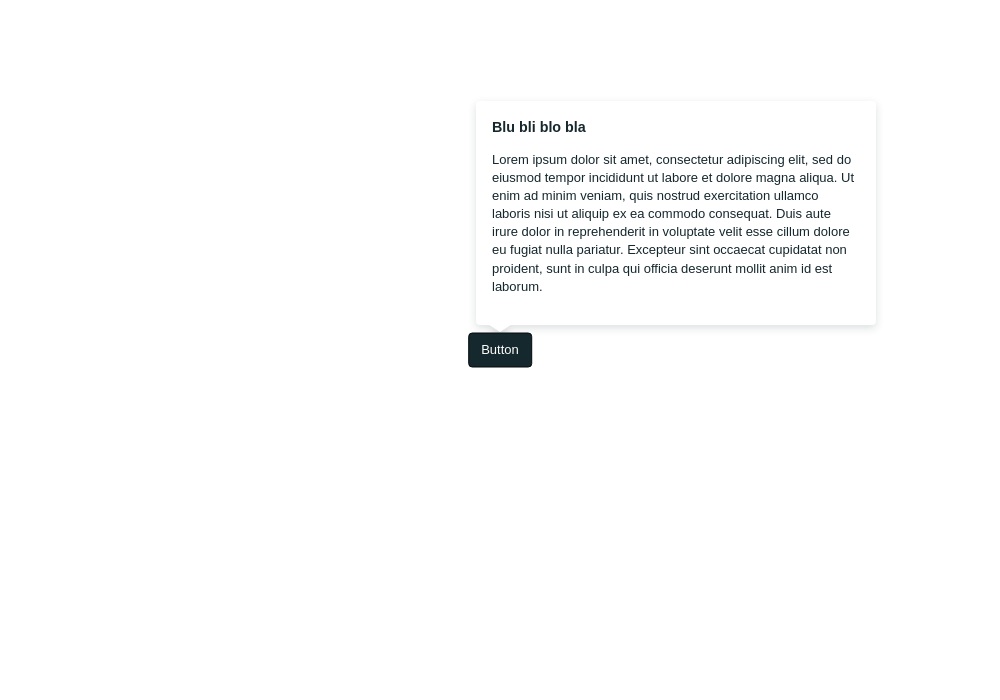 Blu bli blo bla
Lorem ipsum dolor sit amet, consectetur adipiscing elit, sed do
eiusmod tempor incididunt ut labore et dolore magna aliqua. Ut
enim ad minim veniam, quis nostrud exercitation ullamco
laboris nisi ut aliquip ex ea commodo consequat. Duis aute
irure dolor in reprehenderit in voluptate velit esse cillum dolore
eu fugiat nulla pariatur. Excepteur sint occaecat cupidatat non
proident, sunt in culpa qui officia deserunt mollit anim id est
laborum.
Button